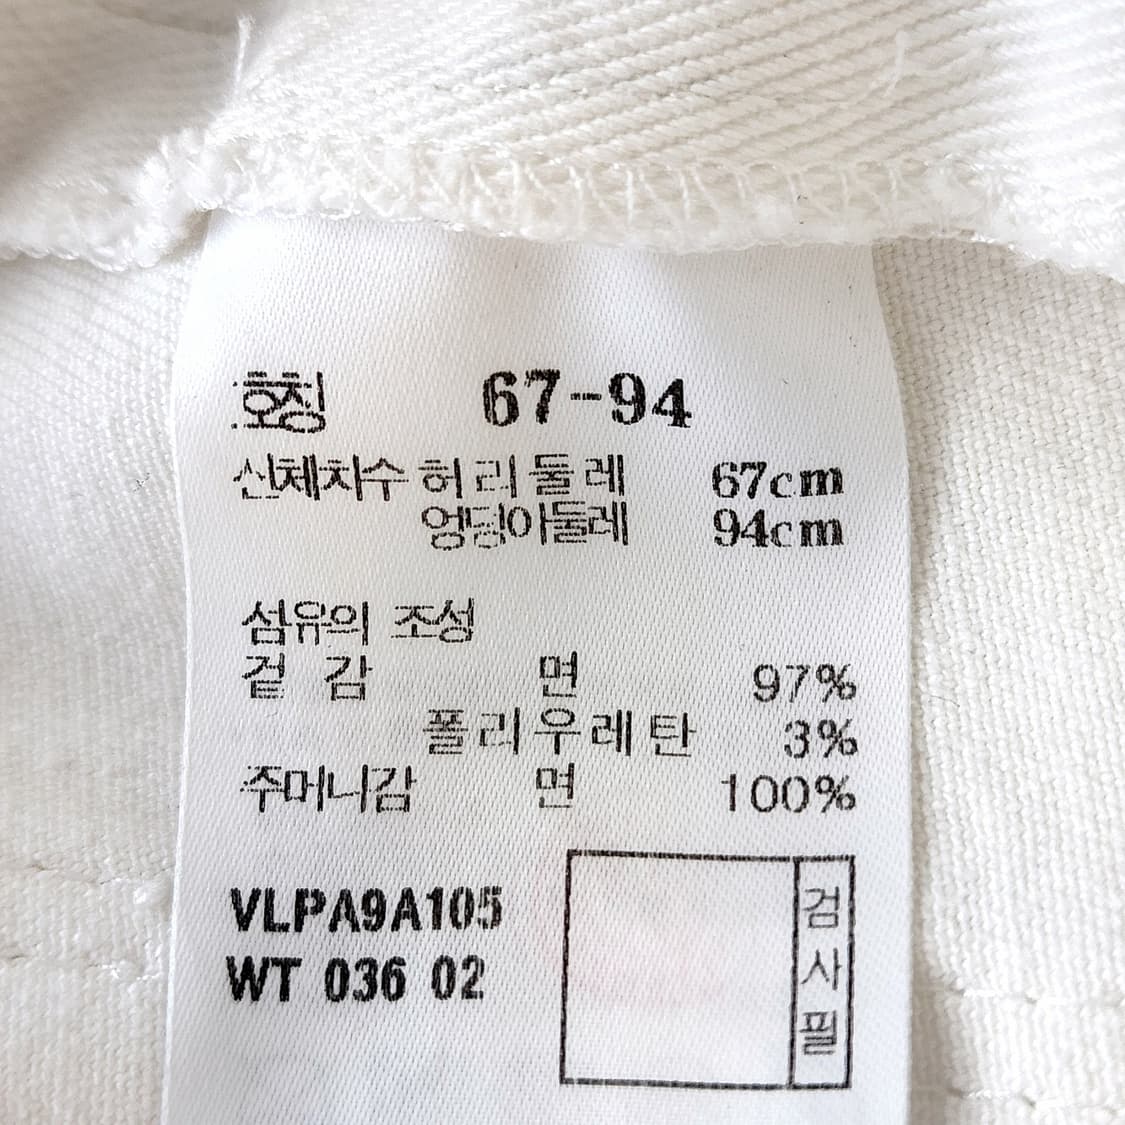 호칭 67-94
신체치수 허리둘레 67cm
엉덩이둘레 94cm
섬유의 조성
겉감 면 97%
폴리우레탄 3%
주머니감 면 100%
VLPA9A105
WT 036 02
검사필